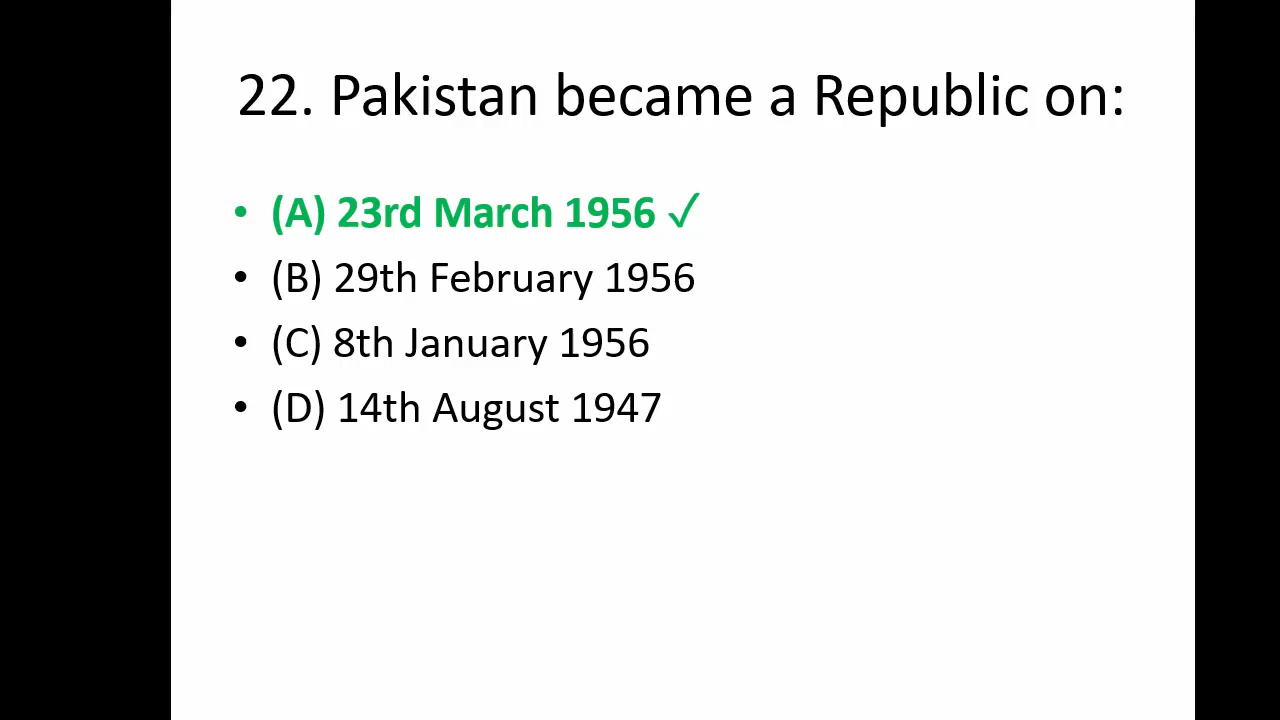 22. Pakistan became a Republic on:
• (A) 23rd March 1956 ✓
• (B) 29th February 1956
• (C) 8th January 1956
• (D) 14th August 1947